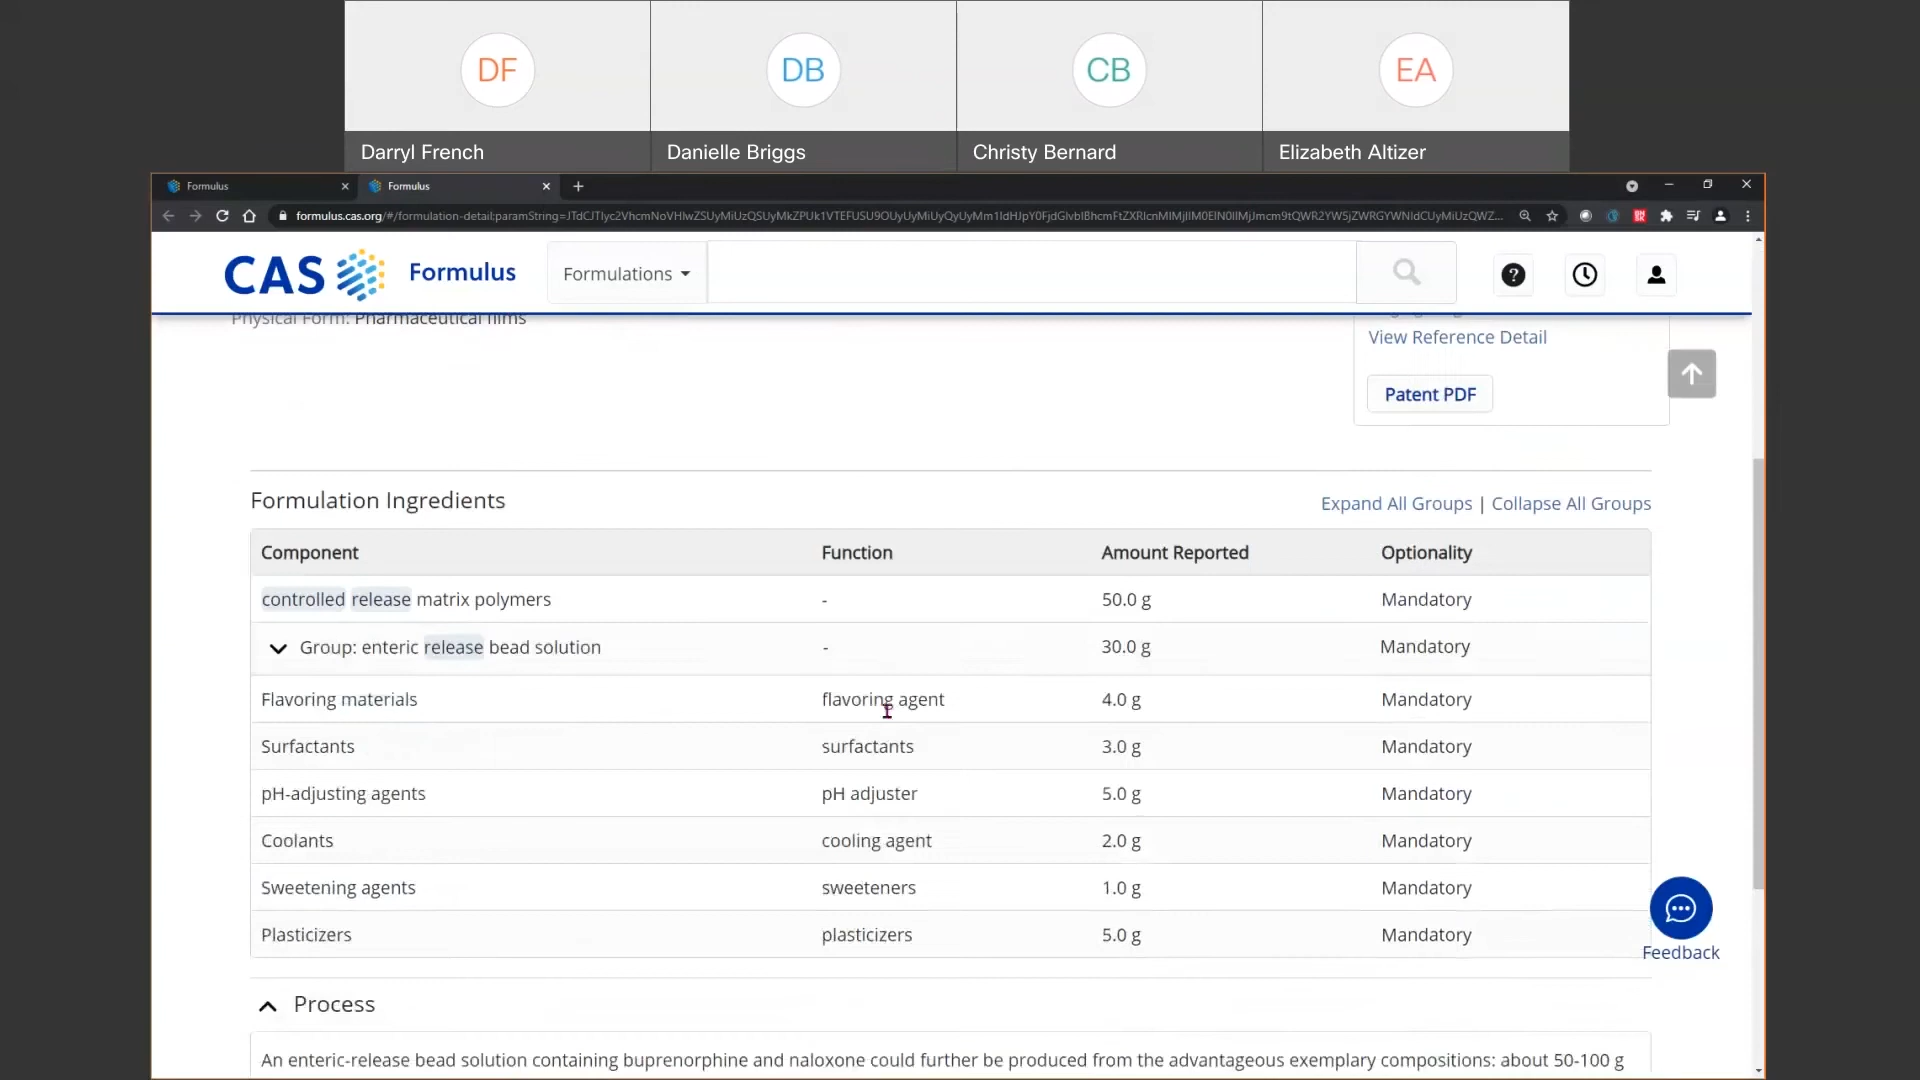 DF DB CB EA
Darryl French Danielle Briggs Christy Bernard Elizabeth Altizer
Formulus Formulus
CAS Formulus Formulations
Physical Form: Pharmaceutical films
View Reference Detail
Patent PDF
Formulation Ingredients Expand All Groups | Collapse All Groups
Component Function Amount Reported Optionality
controlled release matrix polymers - 50.0 g Mandatory
Group: enteric release bead solution - 30.0 g Mandatory
Flavoring materials flavoring agent 4.0 g Mandatory
Surfactants surfactants 3.0 g Mandatory
pH-adjusting agents pH adjuster 5.0 g Mandatory
Coolants cooling agent 2.0 g Mandatory
Sweetening agents sweeteners 1.0 g Mandatory
Plasticizers plasticizers 5.0 g Mandatory
Feedback
Process
An enteric-release bead solution containing buprenorphine and naloxone could further be produced from the advantageous exemplary compositions: about 50-100 g